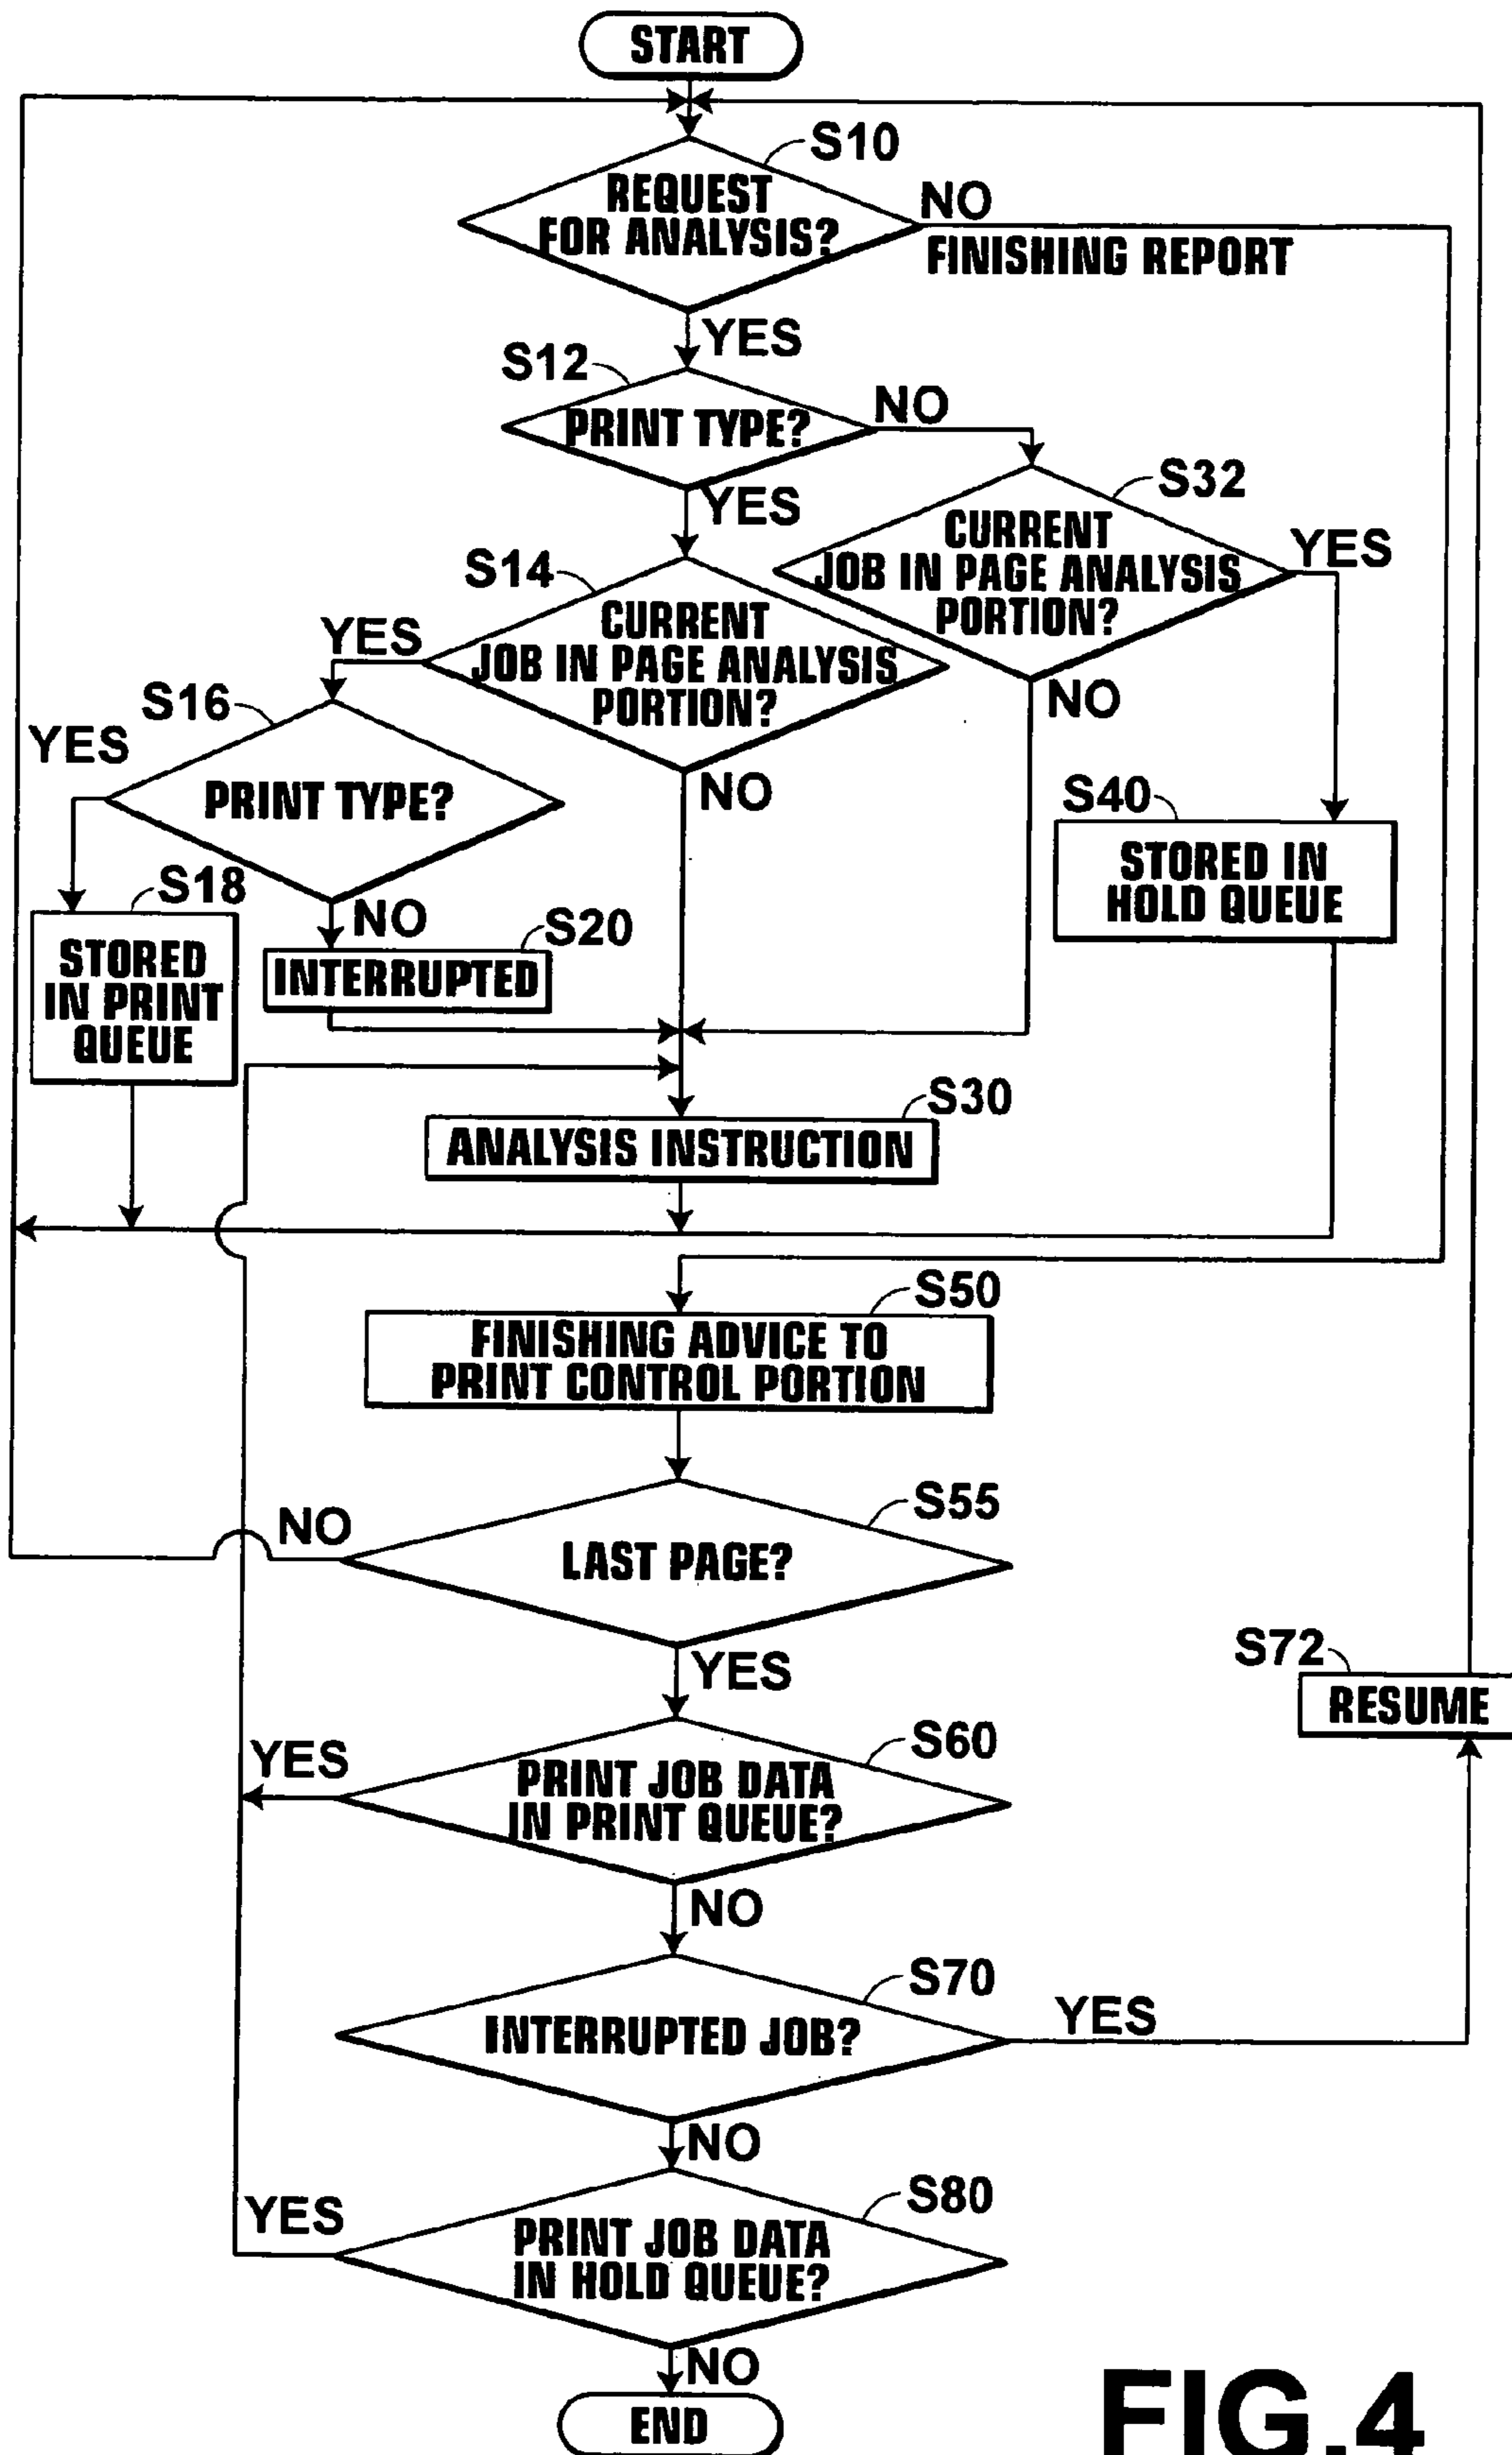 START
S10
REQUEST
FOR ANALYSIS?
NO
FINISHING REPORT
YES
S12
PRINT TYPE?
NO
YES
S32
CURRENT
JOB IN PAGE ANALYSIS
PORTION?
YES
NO
S14
CURRENT
JOB IN PAGE ANALYSIS
PORTION?
YES
NO
S16
PRINT TYPE?
YES
NO
S40
STORED IN
HOLD QUEUE
S18
STORED
IN PRINT
QUEUE
S20
INTERRUPTED
S30
ANALYSIS INSTRUCTION
S50
FINISHING ADVICE TO
PRINT CONTROL PORTION
S55
LAST PAGE?
NO
YES
S72
RESUME
S60
PRINT JOB DATA
IN PRINT QUEUE?
YES
NO
S70
INTERRUPTED JOB?
YES
NO
S80
PRINT JOB DATA
IN HOLD QUEUE?
YES
NO
END
FIG.4